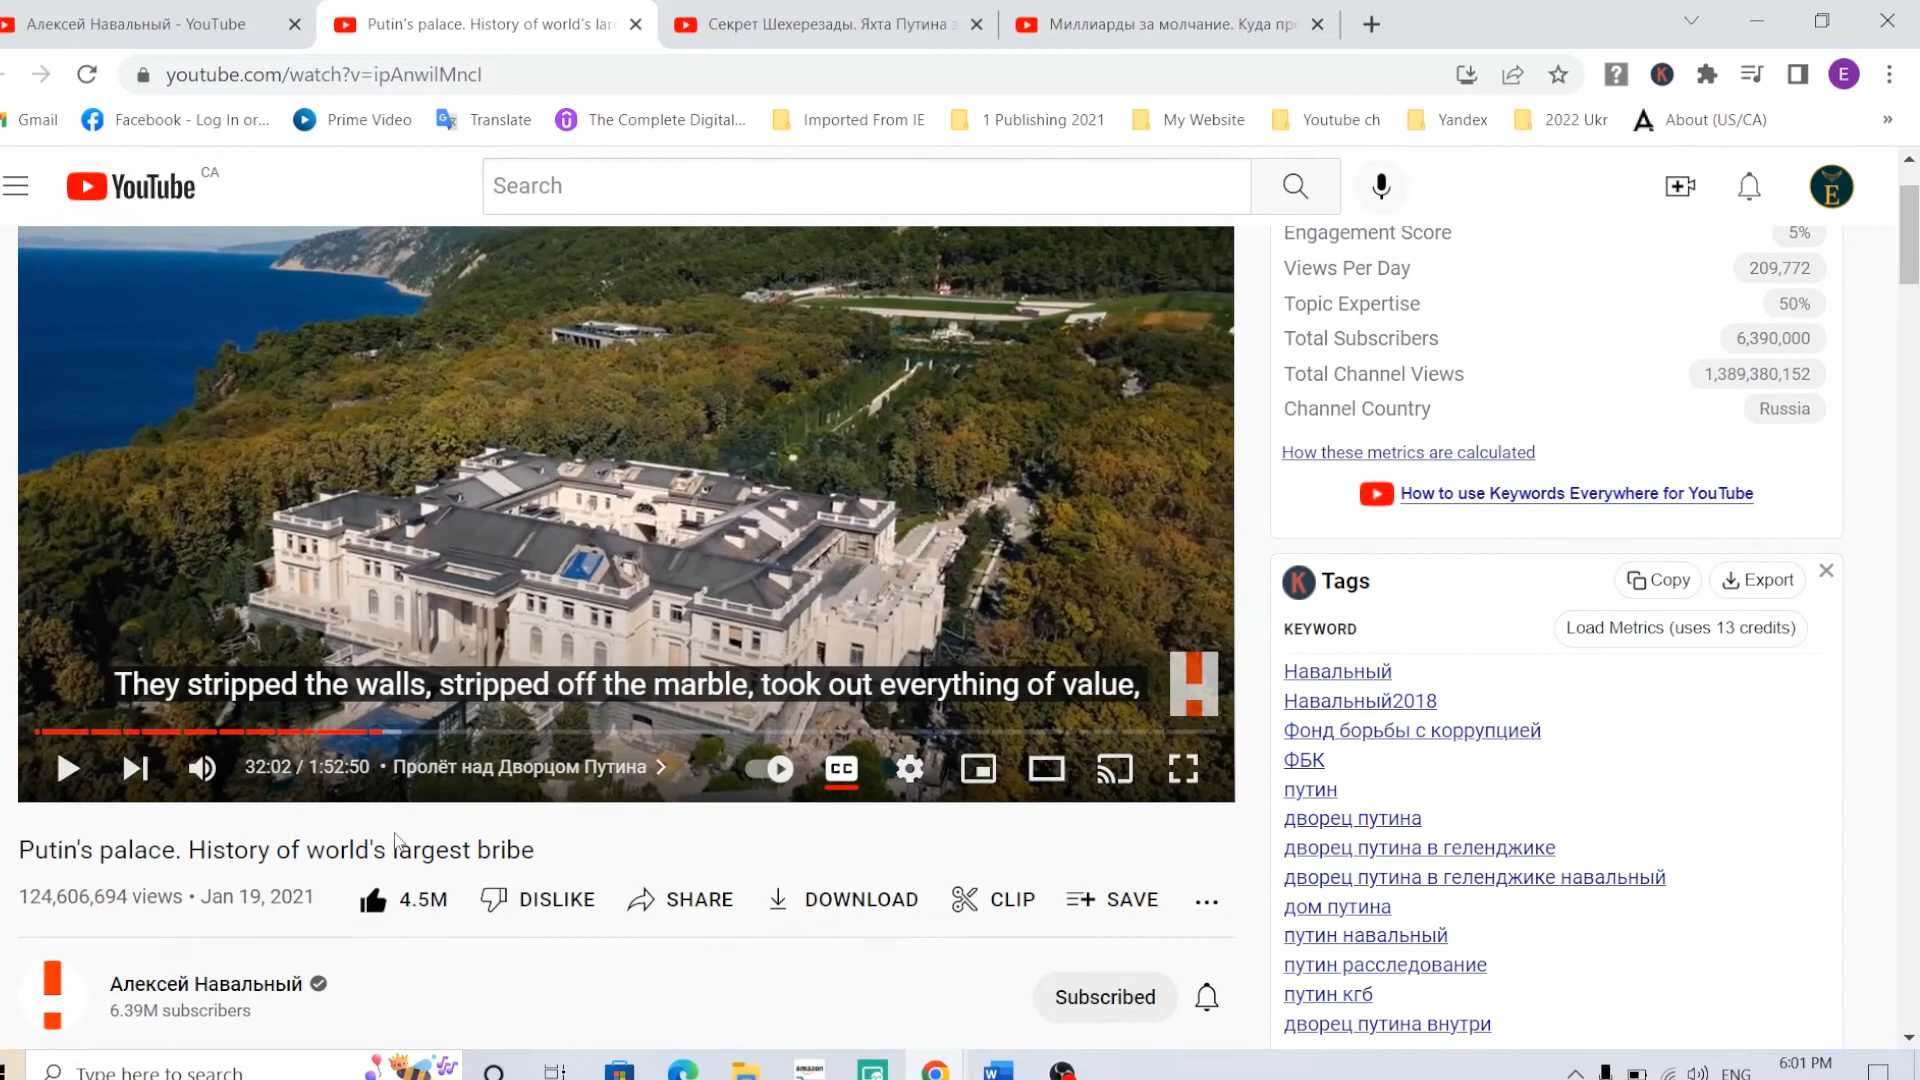 Алексей Навальный - YouTube
Putin's palace. History of world's lar
Секрет Шехерезады. Яхта Путина з
Миллиарды за молчание. Куда пр
youtube.com/watch?v=ipAnwilMncI
Gmail
Facebook - Log In or...
Prime Video
Translate
The Complete Digital...
Imported From IE
1 Publishing 2021
My Website
Youtube ch
Yandex
2022 Ukr
About (US/CA)
»
YouTube CA
Search
E
Engagement Score 5%
Views Per Day 209,772
Topic Expertise 50%
Total Subscribers 6,390,000
Total Channel Views 1,389,380,152
Channel Country Russia
How these metrics are calculated
How to use Keywords Everywhere for YouTube
K Tags
Copy
Export
KEYWORD
Load Metrics (uses 13 credits)
Навальный
Навальный2018
Фонд борьбы с коррупцией
ФБК
путин
дворец путина
дворец путина в геленджике
дворец путина в геленджике навальный
дом путина
путин навальный
путин расследование
путин кгб
дворец путина внутри
They stripped the walls, stripped off the marble, took out everything of value,
32:02 / 1:52:50 • Пролёт над Дворцом Путина
CC
Putin's palace. History of world's largest bribe
124,606,694 views • Jan 19, 2021
4.5M
DISLIKE
SHARE
DOWNLOAD
CLIP
SAVE
Алексей Навальный
6.39M subscribers
Subscribed
Type here to search
amazon
W
ENG
6:01 PM